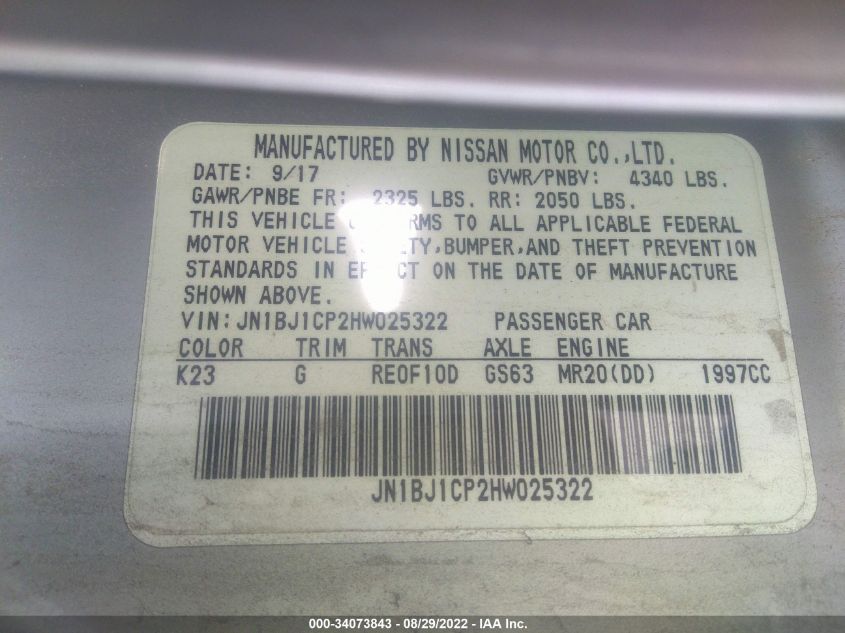 MANUFACTURED BY NISSAN MOTOR CO.,LTD.
DATE: 9/17 GVWR/PNBV: 4340 LBS.
GAWR/PNBE FR: 2325 LBS. RR: 2050 LBS.
THIS VEHICLE TO ALL APPLICABLE FEDERAL
MOTOR VEHICLE BUMPER,AND THEFT PREVENTION
STANDARDS IN ON THE DATE OF MANUFACTURE
SHOWN ABOVE.
VIN: JN1BJ1CP2HW025322 PASSENGER CAR
COLOR TRIM TRANS AXLE ENGINE
K23 G RE0F10D GS63 MR20(DD) 1997CC
JN1BJ1CP2HW025322
000-34073843 - 08/29/2022 - IAA Inc.